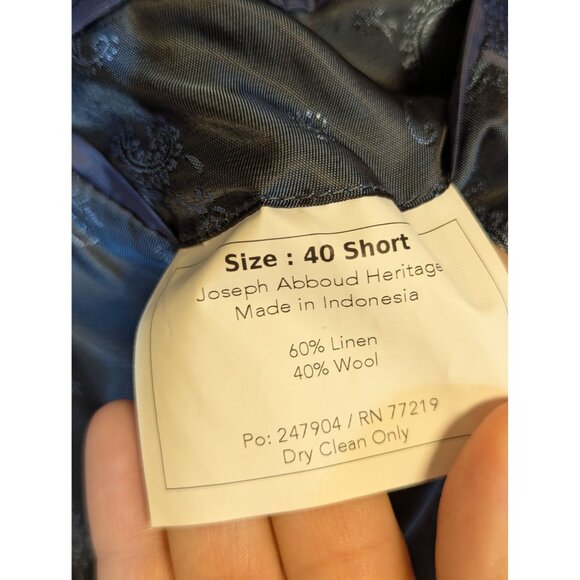 Size : 40 Short
Joseph Abboud Heritage
Made in Indonesia
60% Linen
40% Wool
Po: 247904 / RN 77219
Dry Clean Only